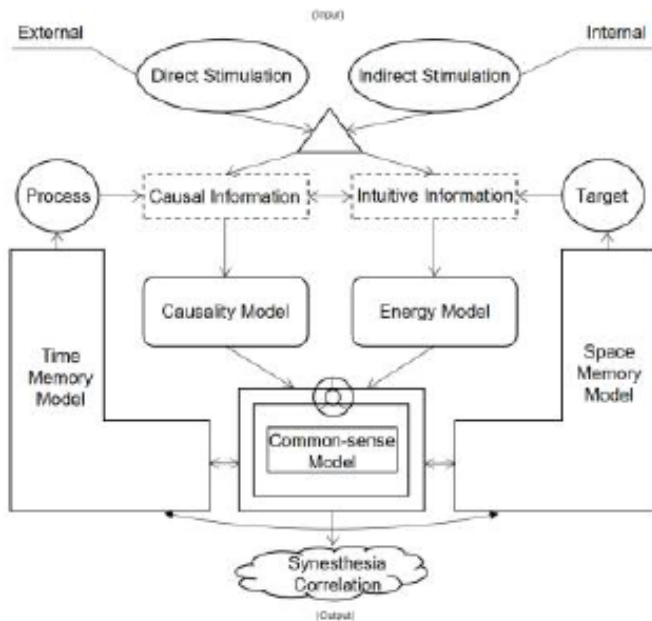 (Input)
External
Internal
Direct Stimulation
Indirect Stimulation
Process
Causal Information
Intuitive Information
Target
Causality Model
Energy Model
Time
Memory
Model
Space
Memory
Model
Common-sense
Model
Synesthesia
Correlation
(Output)